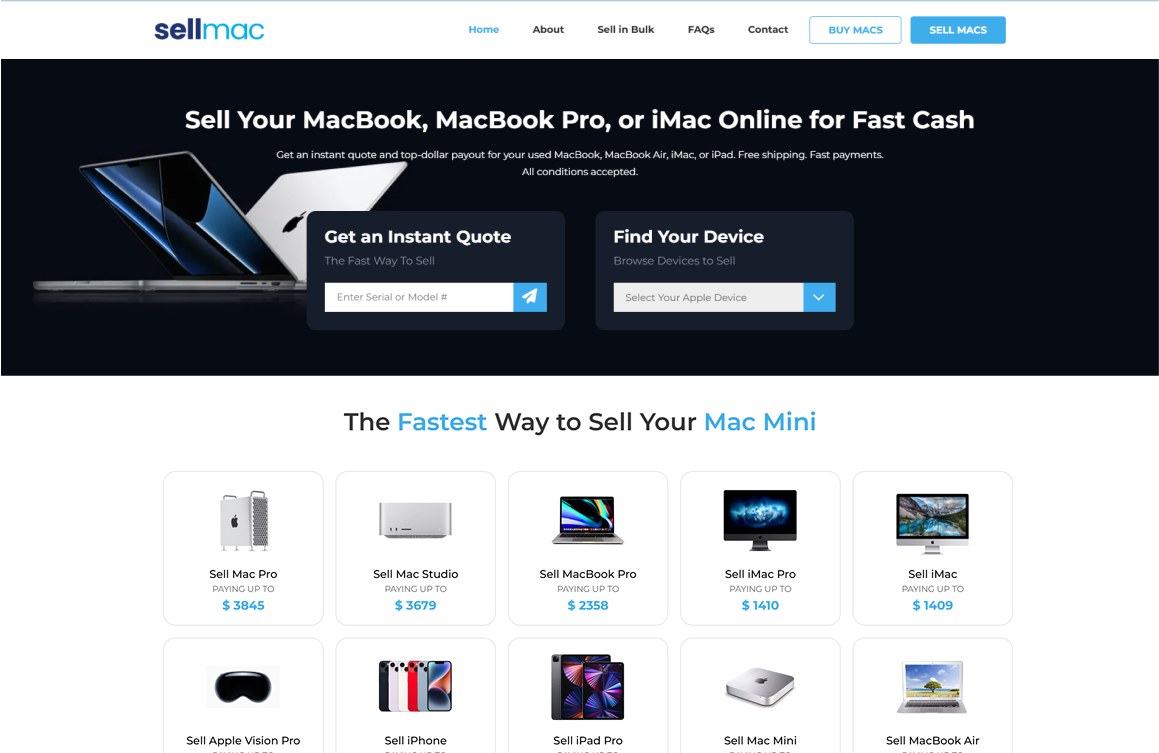 sellmac
Home About Sell in Bulk FAQs Contact BUY MACS SELL MACS
Sell Your MacBook, MacBook Pro, or iMac Online for Fast Cash
Get an instant quote and top-dollar payout for your used MacBook, MacBook Air, iMac, or iPad. Free shipping. Fast payments.
All conditions accepted.
Get an Instant Quote
The Fast Way To Sell
Enter Serial or Model #
Find Your Device
Browse Devices to Sell
Select Your Apple Device
The Fastest Way to Sell Your Mac Mini
Sell Mac Pro
PAYING UP TO
$ 3845
Sell Mac Studio
PAYING UP TO
$ 3679
Sell MacBook Pro
PAYING UP TO
$ 2358
Sell iMac Pro
PAYING UP TO
$ 1410
Sell iMac
PAYING UP TO
$ 1409
Sell Apple Vision Pro
Sell iPhone
Sell iPad Pro
Sell Mac Mini
Sell MacBook Air